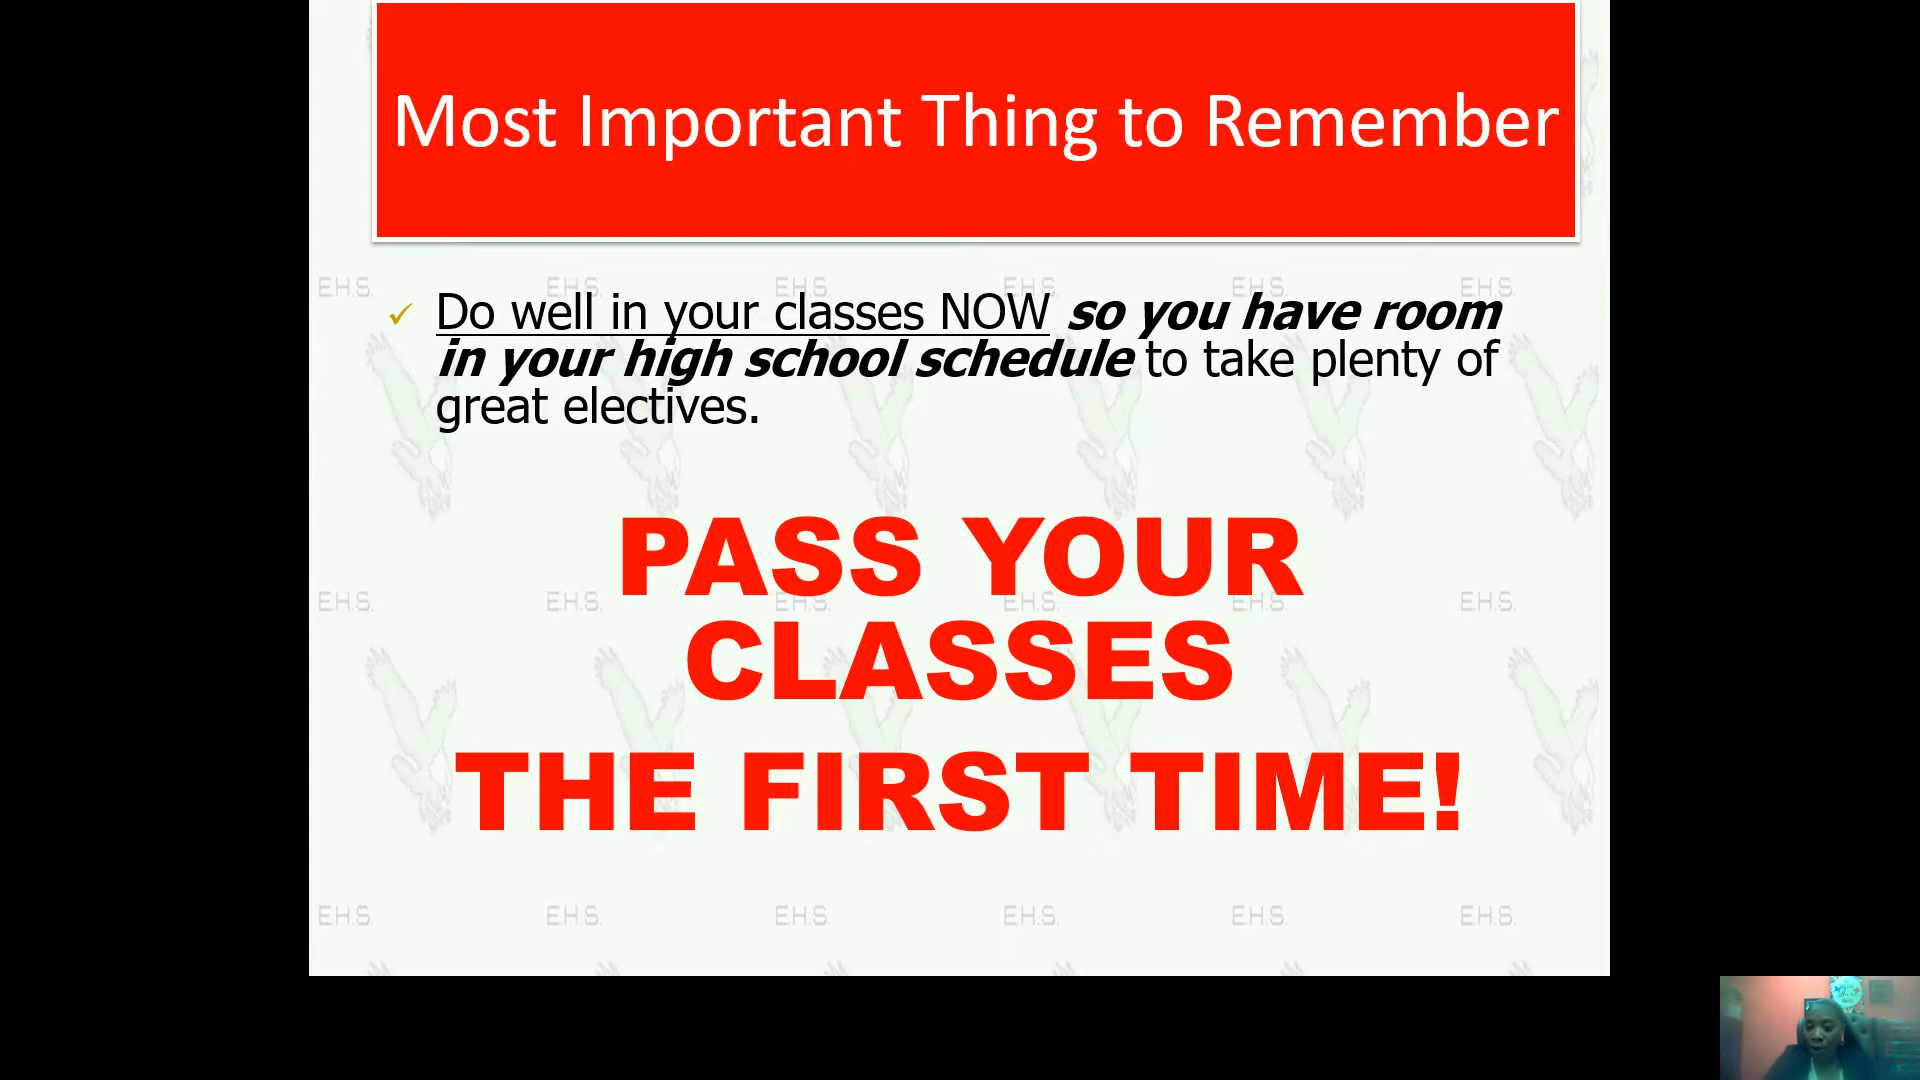 Most Important Thing to Remember
E.H.S. E.H.S. E.H.S. E.H.S. E.H.S. E.H.S.
✓ Do well in your classes NOW so you have room
in your high school schedule to take plenty of
great electives.
PASS YOUR
E.H.S. E.H.S. E.H.S. E.H.S. E.H.S. E.H.S.
CLASSES
THE FIRST TIME!
E.H.S. E.H.S. E.H.S. E.H.S. E.H.S. E.H.S.